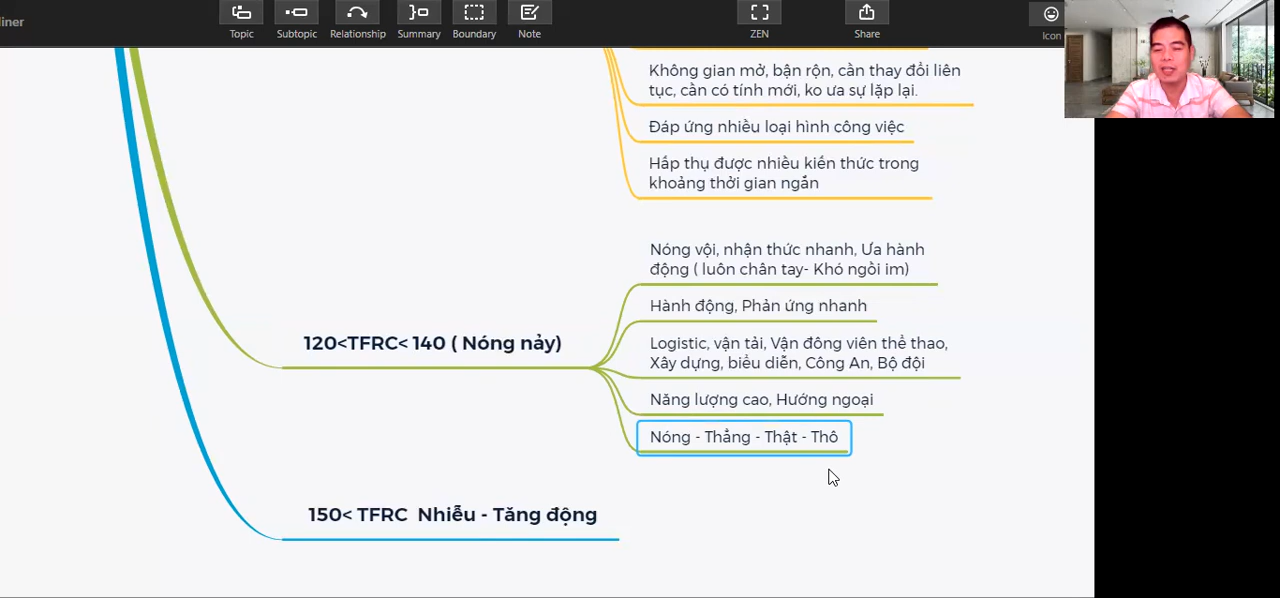 liner
Topic
Subtopic
Relationship
Summary
Boundary
Note
ZEN
Share
Icon
Không gian mở, bận rộn, cần thay đổi liên
tục, cần có tính mới, ko ưa sự lặp lại.
Đáp ứng nhiều loại hình công việc
Hấp thụ được nhiều kiến thức trong
khoảng thời gian ngắn
Nóng vội, nhận thức nhanh, Ưa hành
động ( luôn chân tay- Khó ngồi im)
Hành động, Phản ứng nhanh
120<TFRC< 140 ( Nóng nảy)
Logistic, vận tải, Vận đông viên thể thao,
Xây dựng, biểu diễn, Công An, Bộ đội
Năng lượng cao, Hướng ngoại
Nóng - Thẳng - Thật - Thô
150< TFRC  Nhiễu - Tăng động